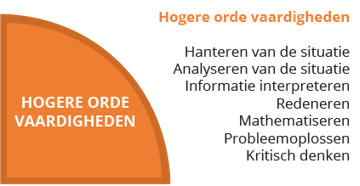 Hogere orde vaardigheden
HOGERE ORDE
VAARDIGHEDEN
Hanteren van de situatie
Analyseren van de situatie
Informatie interpreteren
Redeneren
Mathematiseren
Probleemoplossen
Kritisch denken